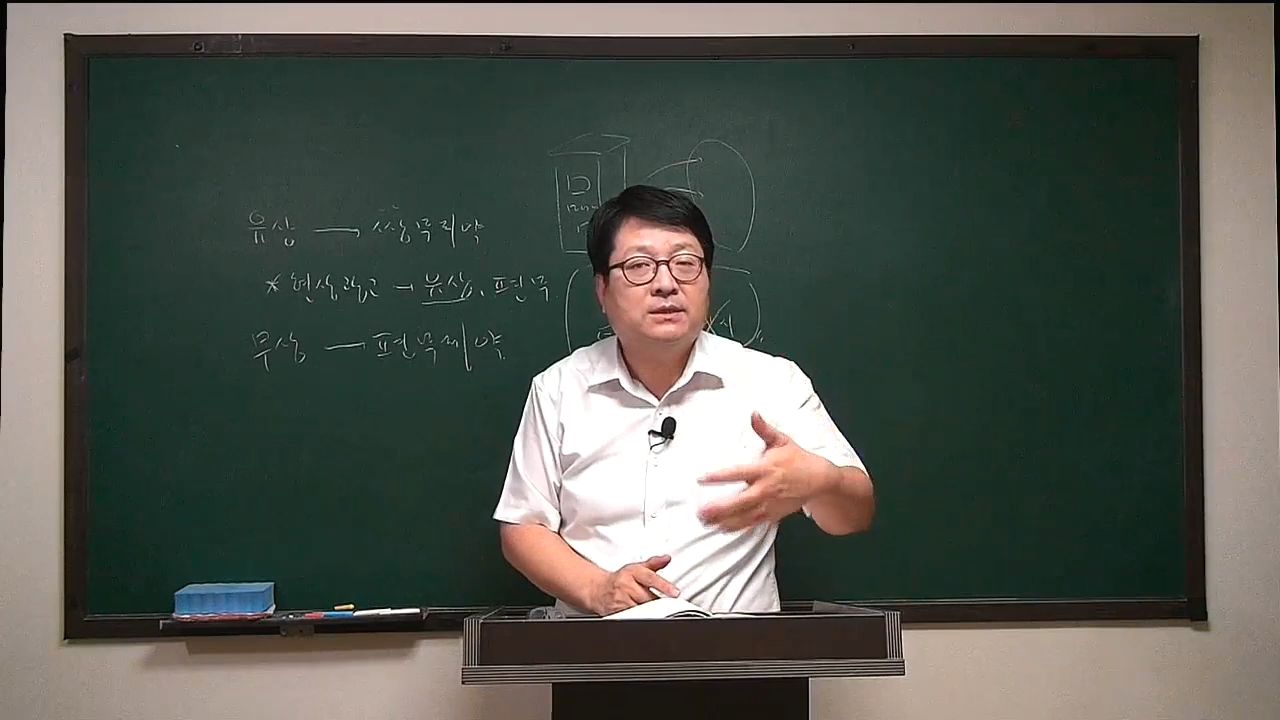 유상 → 쌍무계약
* 현상광고 → 유상, 편무
무상 → 편무계약